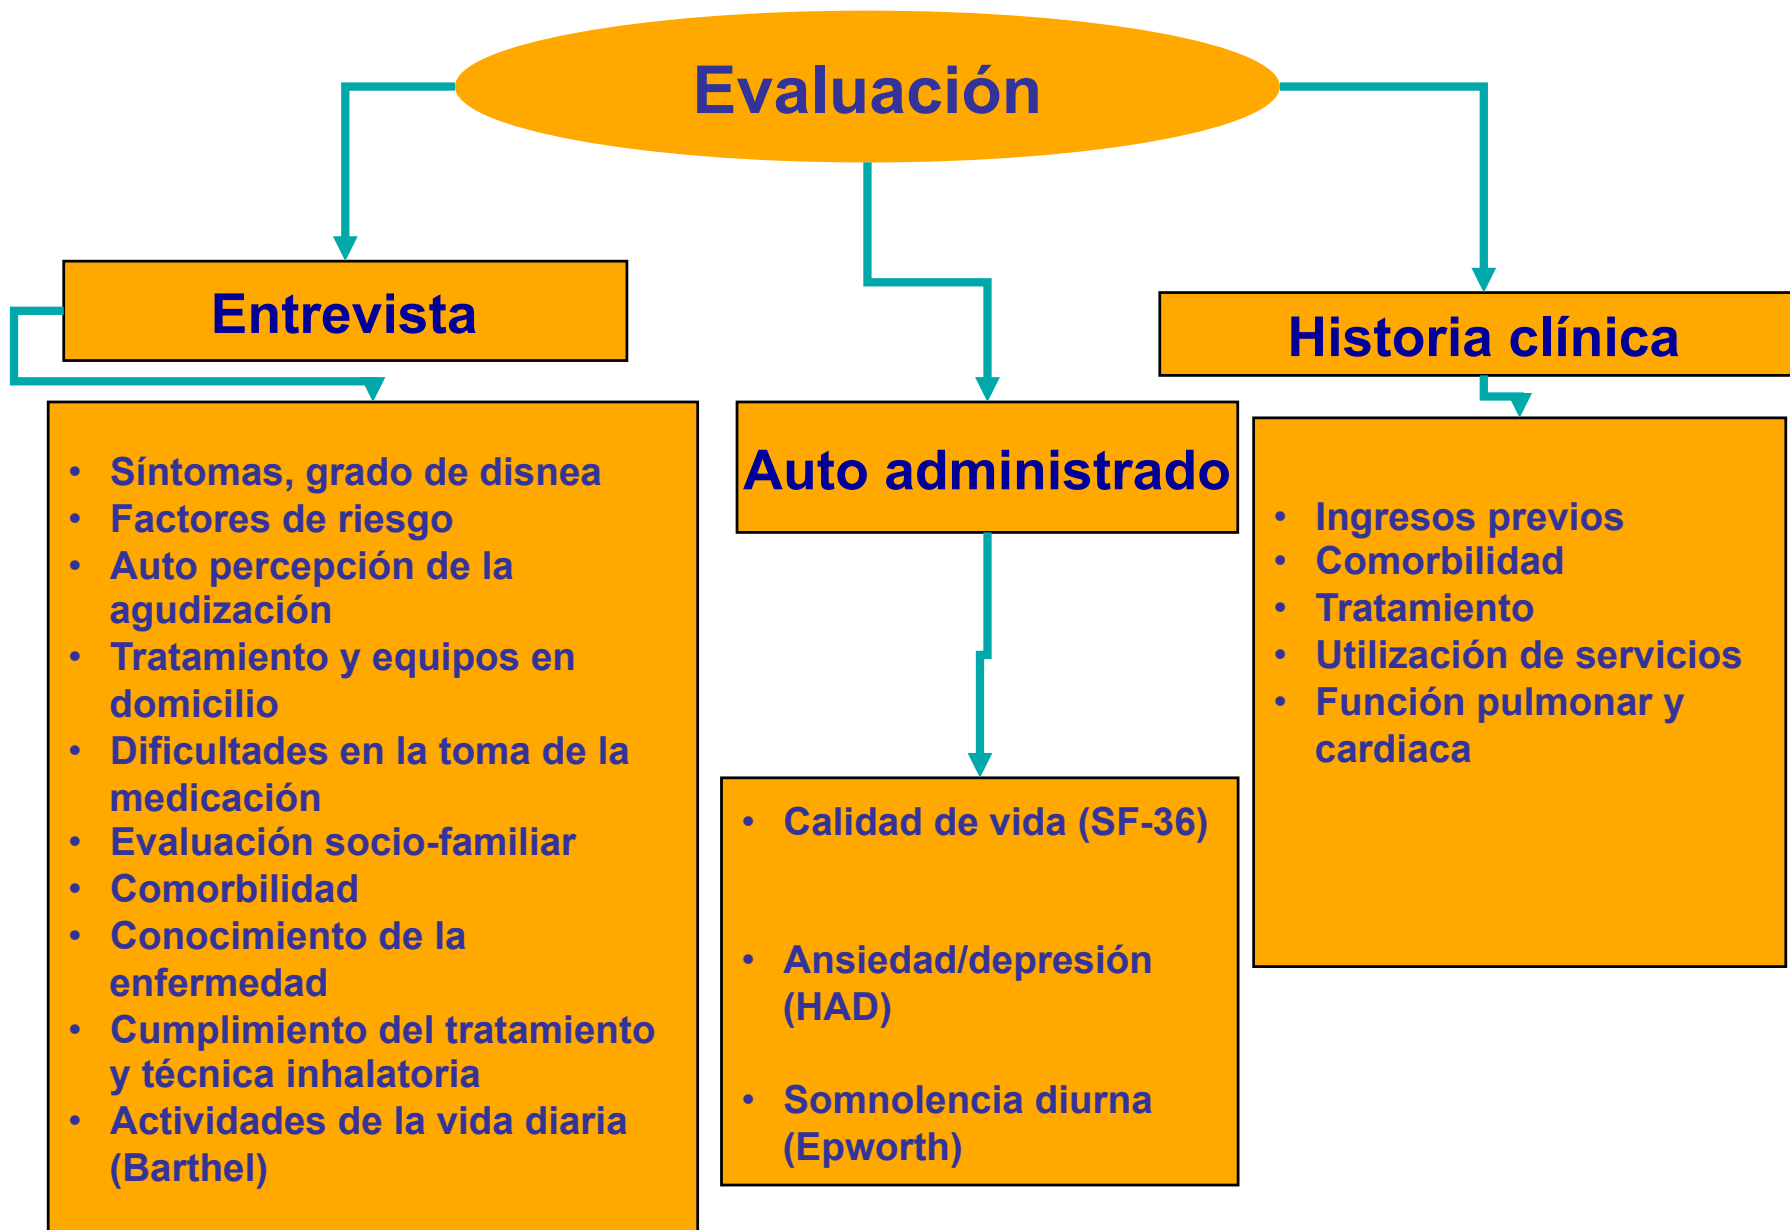 Evaluación
Entrevista
• Síntomas, grado de disnea
• Factores de riesgo
• Auto percepción de la
agudización
• Tratamiento y equipos en
domicilio
• Dificultades en la toma de la
medicación
• Evaluación socio-familiar
• Comorbilidad
• Conocimiento de la
enfermedad
• Cumplimiento del tratamiento
y técnica inhalatoria
• Actividades de la vida diaria
(Barthel)
Auto administrado
• Calidad de vida (SF-36)
• Ansiedad/depresión
(HAD)
• Somnolencia diurna
(Epworth)
Historia clínica
• Ingresos previos
• Comorbilidad
• Tratamiento
• Utilización de servicios
• Función pulmonar y
cardiaca